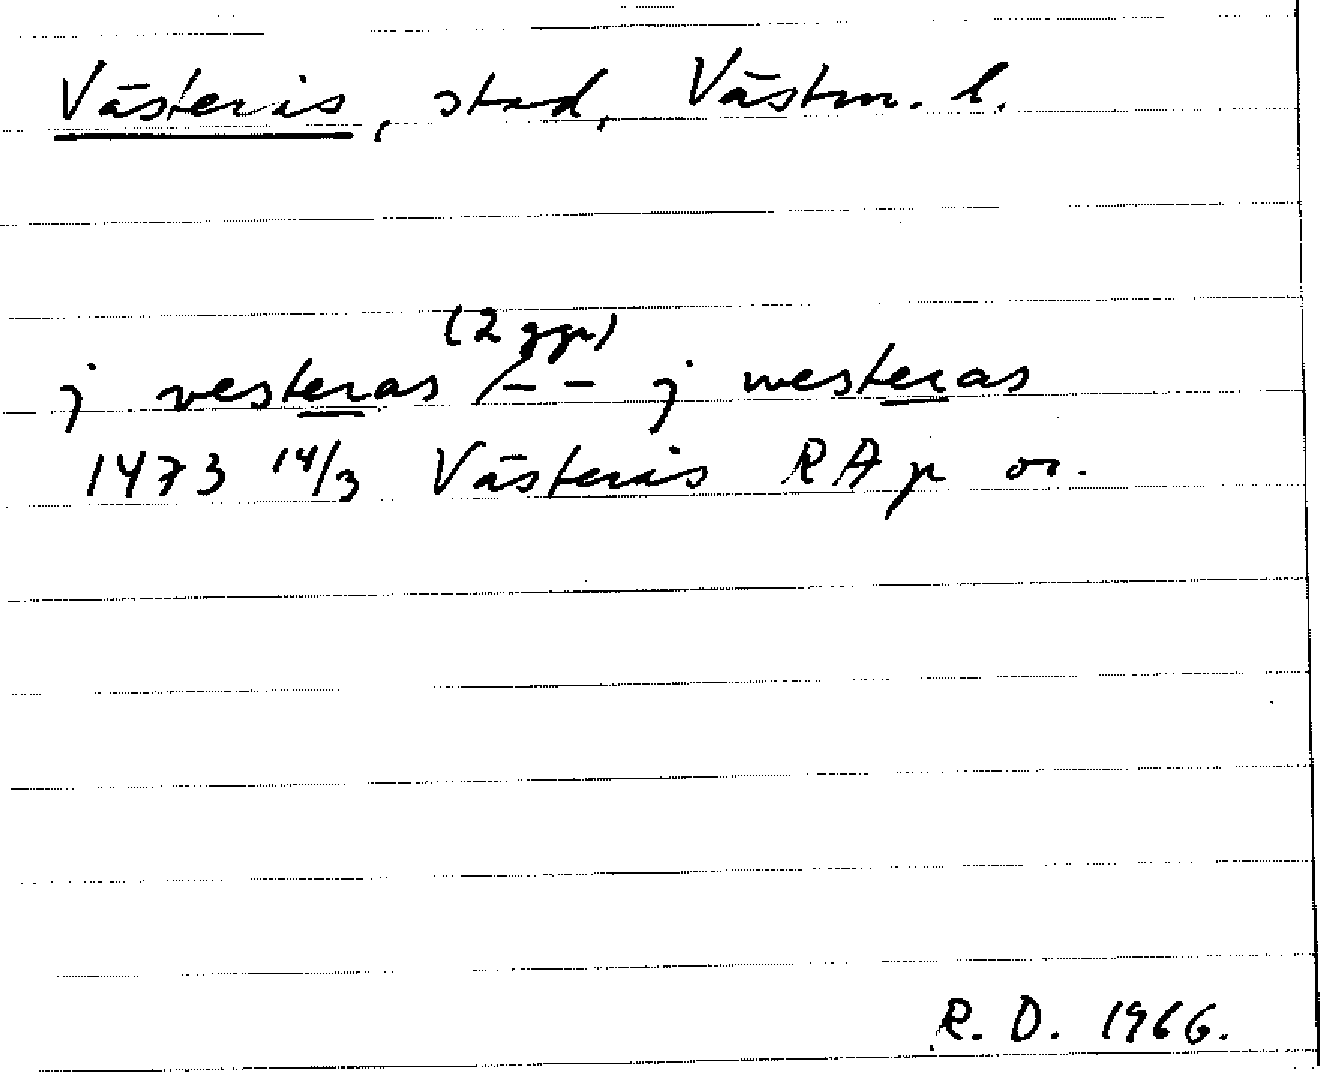 Västerås, stad, Västm. l.
(2 ggr)
j vesteras /-- j westeras
1473 14/3 Västerås RA p or.
R. D. 1966.